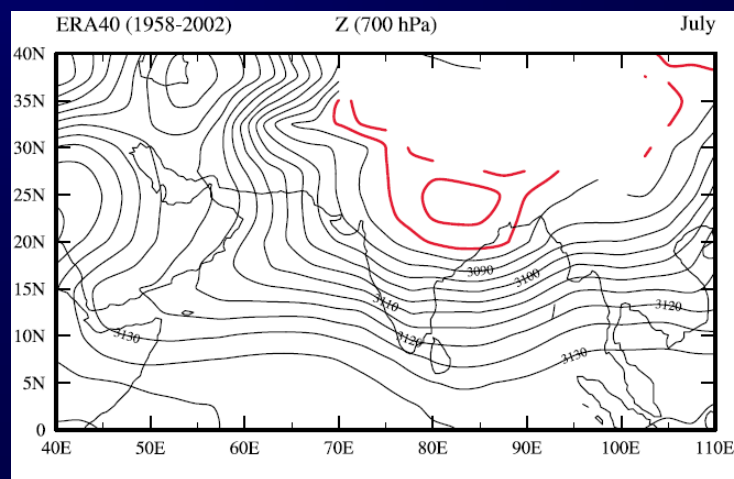 ERA40 (1958-2002) Z (700 hPa) July
40N
35N
30N
25N
20N
3090
3100
15N
3110
3120
3130
3120
10N
3130
5N
0
40E 50E 60E 70E 80E 90E 100E 110E